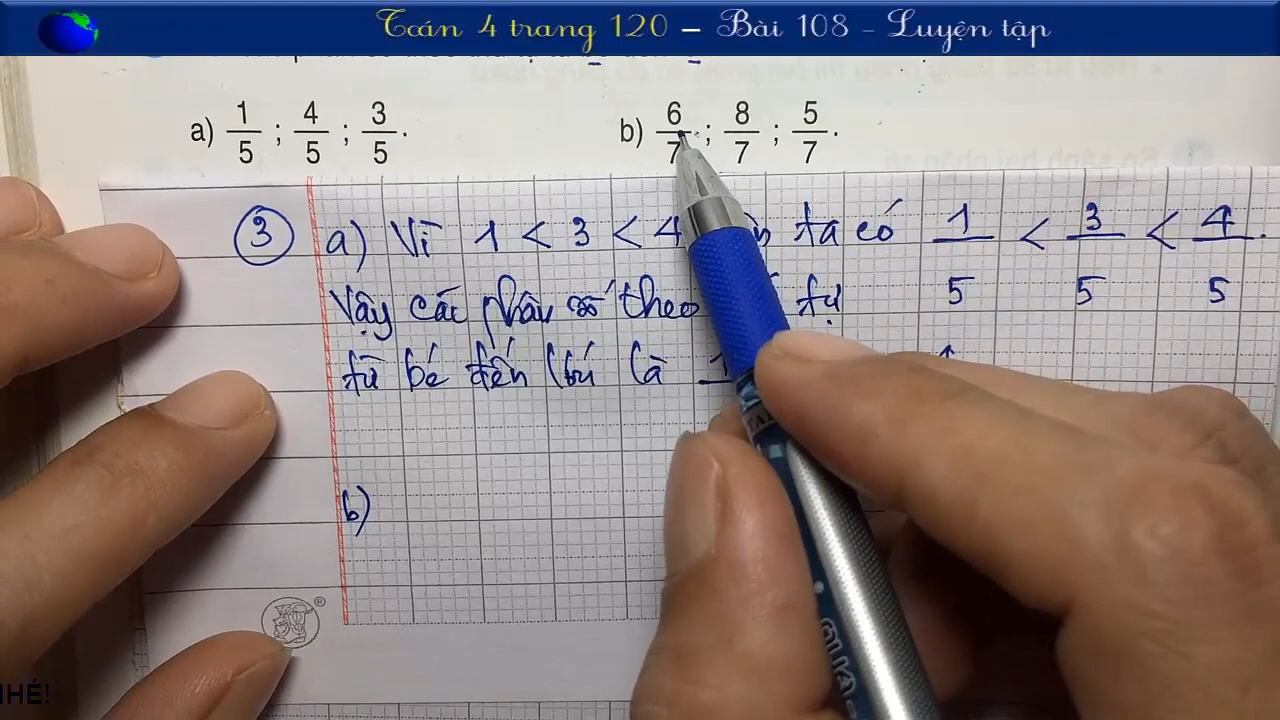 Toán 4 trang 120 – Bài 108 – Luyện tập
a) 1/5 ; 4/5 ; 3/5 .
b) 6/7 ; 8/7 ; 5/7 .
3 a) Vì 1 < 3 < 4 ta có 1/5 < 3/5 < 4/5 .
Vậy các phân số theo tự
từ bé đến lớn là 1
b)
®
NHÉ!